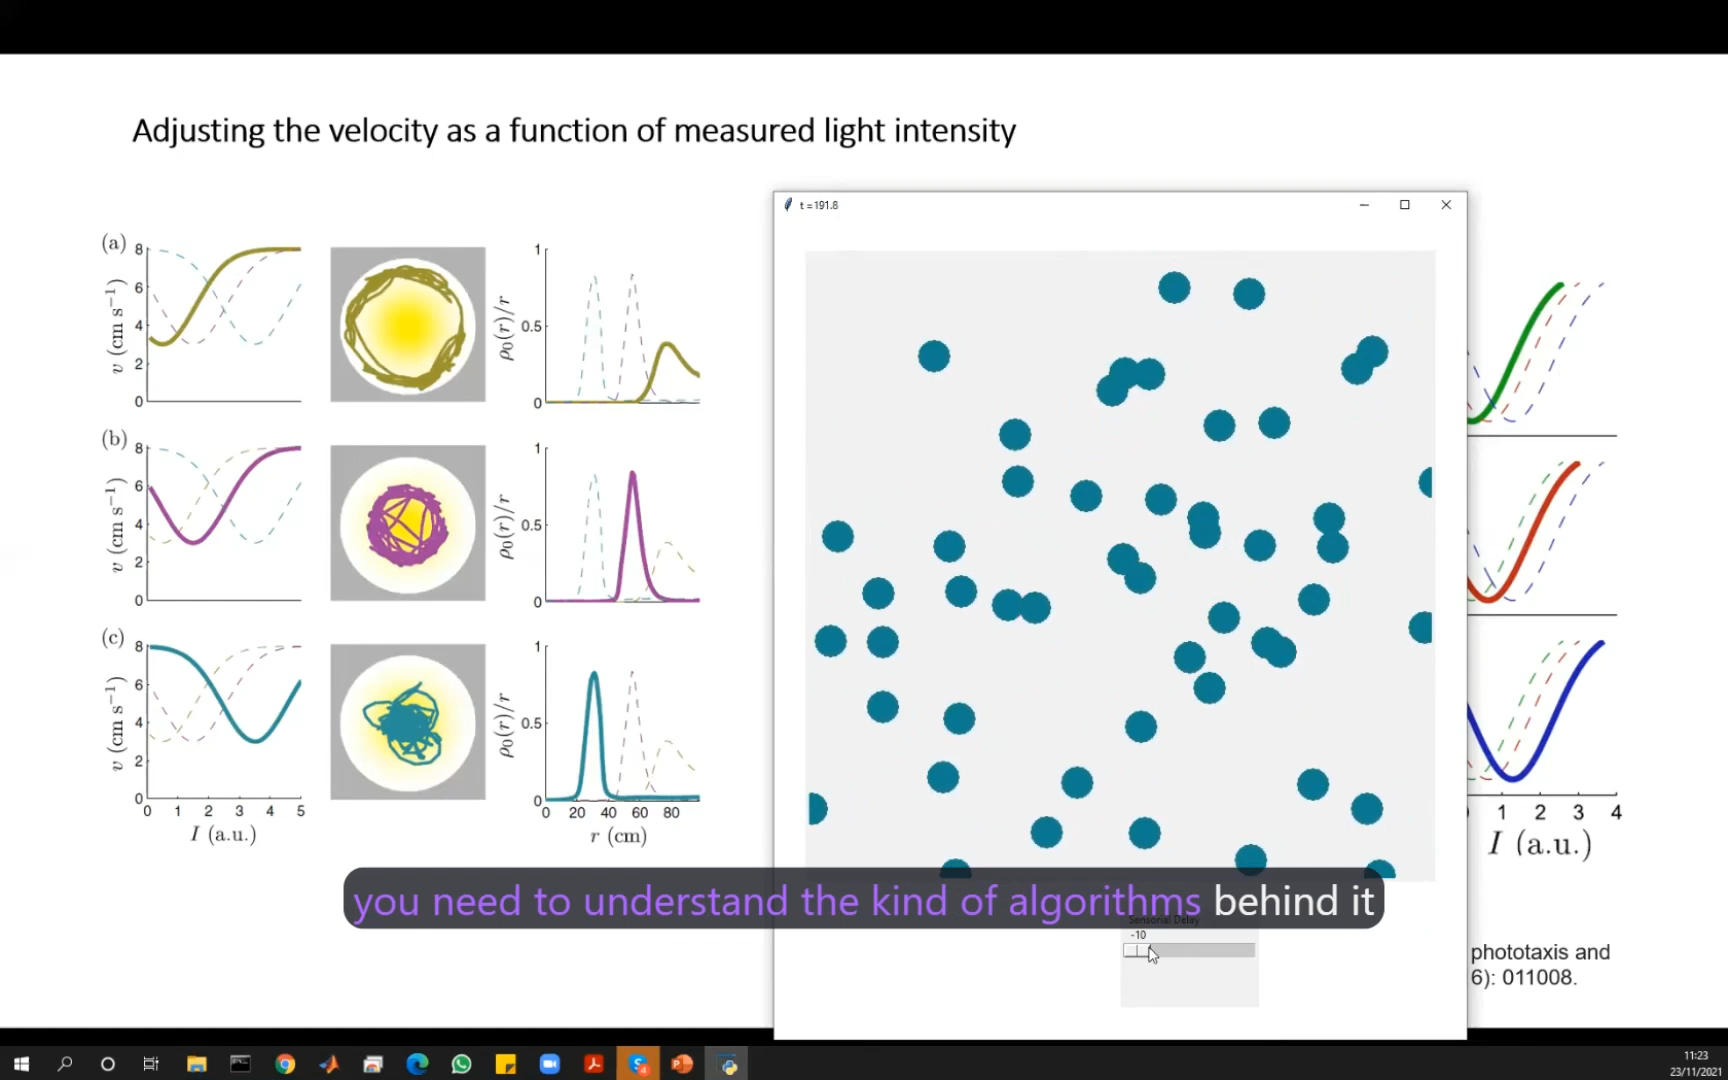 Adjusting the velocity as a function of measured light intensity
t =191.8
(a)
8
6
4
2
0
v (cm s⁻¹)
1
0.5
0
ρ₀(r)/r
(b)
8
6
4
2
0
v (cm s⁻¹)
1
0.5
0
ρ₀(r)/r
(c)
8
6
4
2
0
v (cm s⁻¹)
0 1 2 3 4 5
I (a.u.)
1
0.5
0
ρ₀(r)/r
0 20 40 60 80
r (cm)
1 2 3 4
I (a.u.)
you need to understand the kind of algorithms behind it
Sensorial Delay
-10
phototaxis and
6): 011008.
11:23
23/11/2021